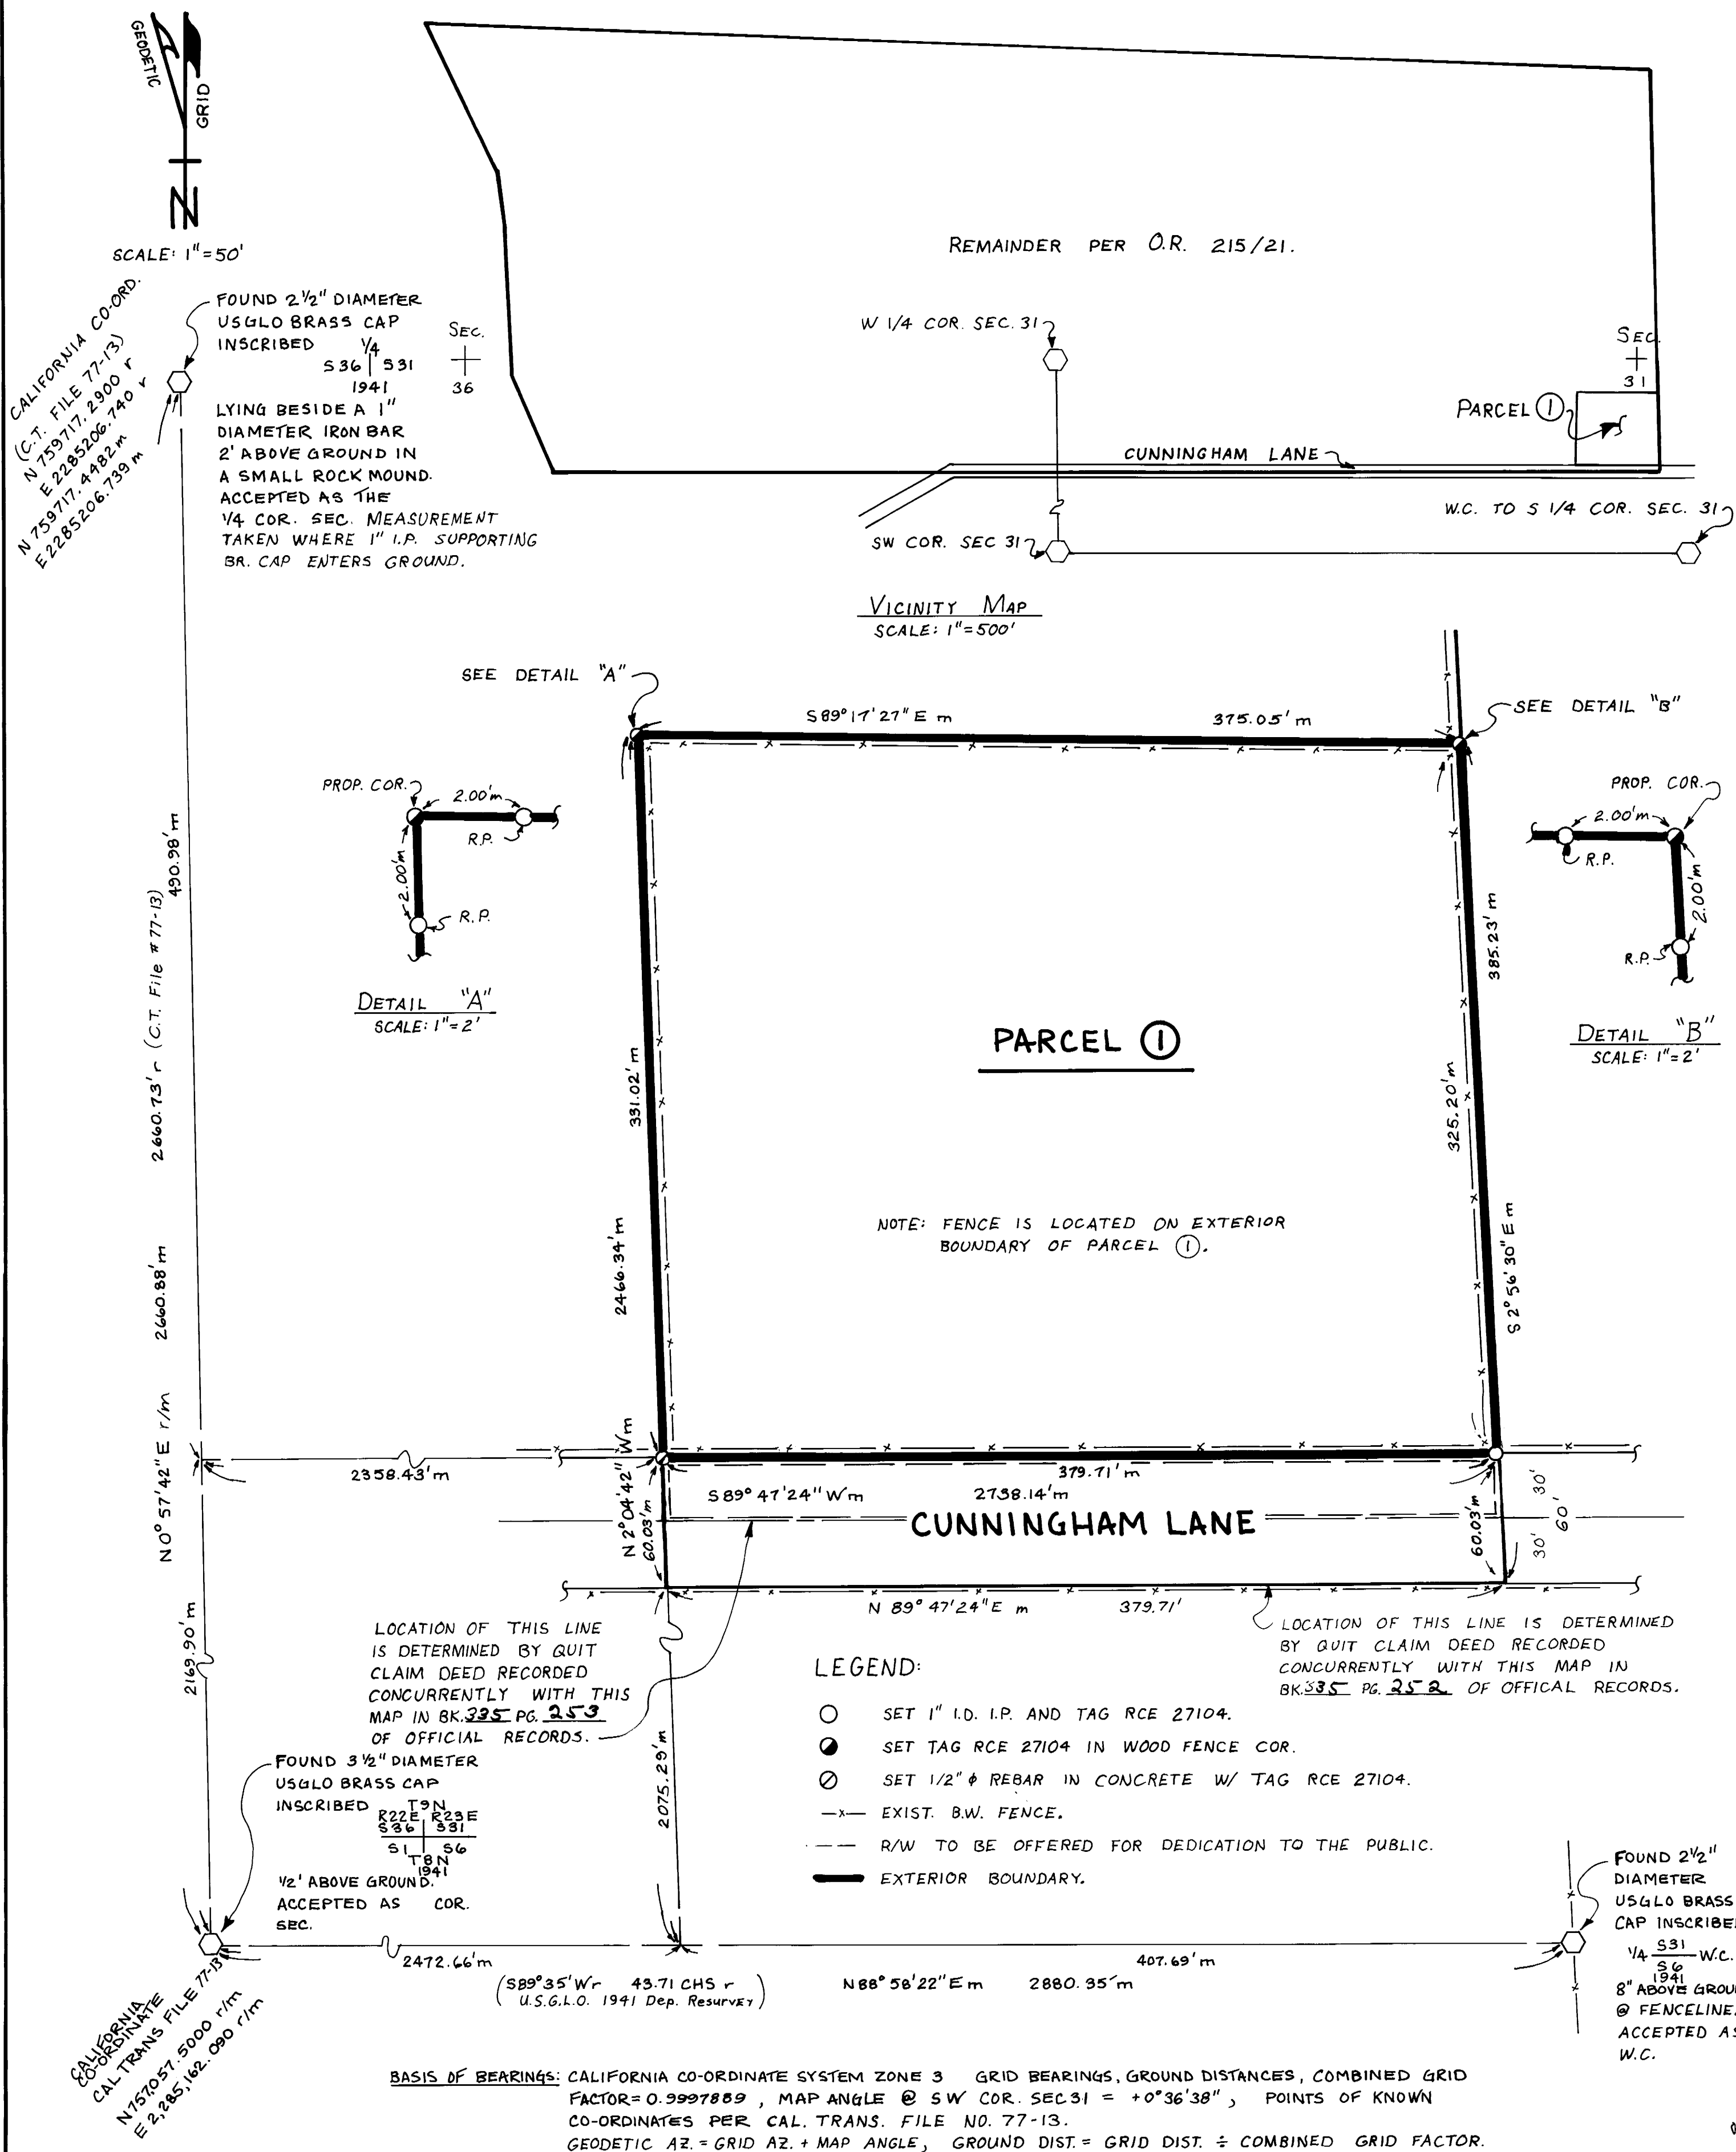 GEODETIC
GRID
N
SCALE: 1"=50'
CALIFORNIA CO-ORD.
(C.T. FILE 77-13)
N 759717.2900 r
E 2285206.740 r
N 759717.4482 m
E 2285206.739 m
FOUND 2½" DIAMETER
USGLO BRASS CAP
INSCRIBED 1/4
S36 | S31
1941
LYING BESIDE A 1"
DIAMETER IRON BAR
2' ABOVE GROUND IN
A SMALL ROCK MOUND.
ACCEPTED AS THE
1/4 COR. SEC. MEASUREMENT
TAKEN WHERE 1" I.P. SUPPORTING
BR. CAP ENTERS GROUND.
SEC.
36
REMAINDER PER O.R. 215/21.
W 1/4 COR. SEC. 31
SEC.
31
PARCEL ①
CUNNINGHAM LANE
W.C. TO S 1/4 COR. SEC. 31
SW COR. SEC 31
VICINITY MAP
SCALE: 1"=500'
SEE DETAIL "A"
S89°17'27" E m 375.05' m
SEE DETAIL "B"
PROP. COR.
2.00'm
R.P.
2.00'm
R.P.
DETAIL "A"
SCALE: 1"=2'
PROP. COR.
2.00'm
R.P.
2.00'm
R.P.
DETAIL "B"
SCALE: 1"=2'
490.98'm
2660.73' r (C.T. File #77-13)
2660.88'm
N0°57'42" E r/m
2169.90'm
331.02' m
2466.34' m
N 2°04'42" W m
60.03'm
385.23' m
325.20'm
S 2°56'30" E m
60.03'm
30'
60'
30'
PARCEL ①
NOTE: FENCE IS LOCATED ON EXTERIOR
BOUNDARY OF PARCEL ①.
2358.43'm
379.71'm
S89°47'24" W m 2738.14'm
CUNNINGHAM LANE
N 89°47'24" E m 379.71'
LOCATION OF THIS LINE
IS DETERMINED BY QUIT
CLAIM DEED RECORDED
CONCURRENTLY WITH THIS
MAP IN BK. 335 PG. 253
OF OFFICIAL RECORDS.
LOCATION OF THIS LINE IS DETERMINED
BY QUIT CLAIM DEED RECORDED
CONCURRENTLY WITH THIS MAP IN
BK. 335 PG. 252 OF OFFICAL RECORDS.
LEGEND:
SET 1" I.D. I.P. AND TAG RCE 27104.
SET TAG RCE 27104 IN WOOD FENCE COR.
SET 1/2" φ REBAR IN CONCRETE W/ TAG RCE 27104.
—x— EXIST. B.W. FENCE.
R/W TO BE OFFERED FOR DEDICATION TO THE PUBLIC.
EXTERIOR BOUNDARY.
FOUND 3½" DIAMETER
USGLO BRASS CAP
INSCRIBED T9N
R22E | R23E
S36 | S31
S1 | S6
T8N
1941
½' ABOVE GROUND.
ACCEPTED AS COR.
SEC.
2075.29'm
FOUND 2½"
DIAMETER
USGLO BRASS
CAP INSCRIBED
1/4 S31 W.C.
S6
1941
8" ABOVE GROUND
@ FENCELINE.
ACCEPTED AS
W.C.
2472.66'm
407.69'm
(S89°35'W r 43.71 CHS r
U.S.G.L.O. 1941 Dep. Resurvey)
N88°58'22" E m 2880.35'm
CALIFORNIA
CO-ORDINATE
CAL TRANS FILE 77-13
N 757,057.5000 r/m
E 2,285,162.090 r/m
BASIS OF BEARINGS: CALIFORNIA CO-ORDINATE SYSTEM ZONE 3 GRID BEARINGS, GROUND DISTANCES, COMBINED GRID
FACTOR=0.9997889, MAP ANGLE @ SW COR. SEC 31 = +0°36'38", POINTS OF KNOWN
CO-ORDINATES PER CAL. TRANS. FILE NO. 77-13.
GEODETIC AZ. = GRID AZ. + MAP ANGLE, GROUND DIST. = GRID DIST. ÷ COMBINED GRID FACTOR.